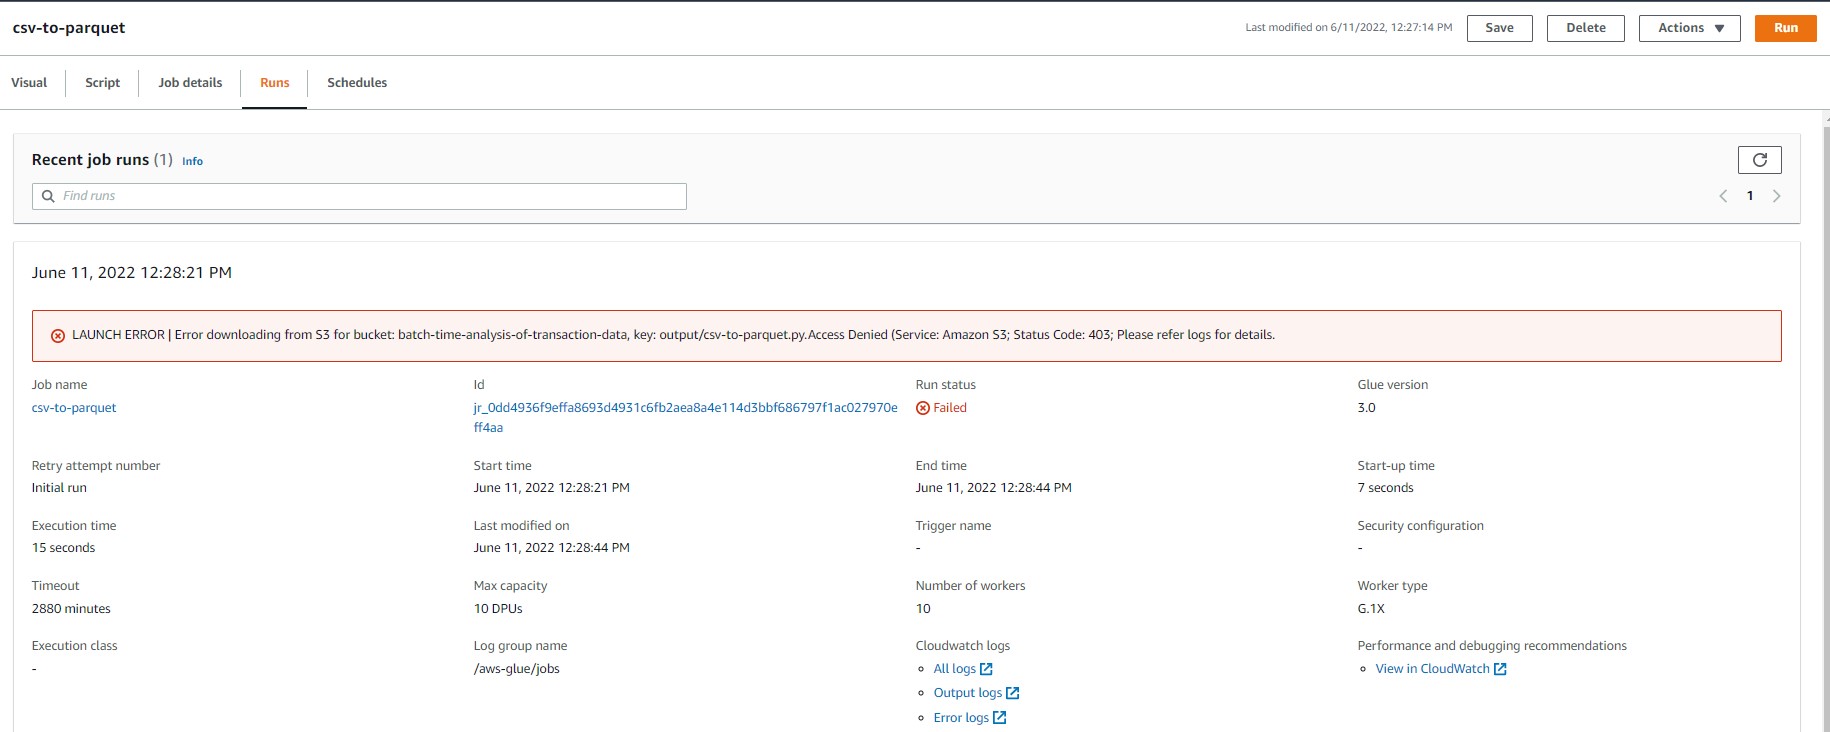 csv-to-parquet
Last modified on 6/11/2022, 12:27:14 PM
Save
Delete
Actions
Run
Visual
Script
Job details
Runs
Schedules
Recent job runs (1) Info
Find runs
1
June 11, 2022 12:28:21 PM
LAUNCH ERROR | Error downloading from S3 for bucket: batch-time-analysis-of-transaction-data, key: output/csv-to-parquet.py.Access Denied (Service: Amazon S3; Status Code: 403; Please refer logs for details.
Job name
csv-to-parquet
Id
jr_0dd4936f9effa8693d4931c6fb2aea8a4e114d3bbf686797f1ac027970e
ff4aa
Run status
Failed
Glue version
3.0
Retry attempt number
Initial run
Start time
June 11, 2022 12:28:21 PM
End time
June 11, 2022 12:28:44 PM
Start-up time
7 seconds
Execution time
15 seconds
Last modified on
June 11, 2022 12:28:44 PM
Trigger name
-
Security configuration
-
Timeout
2880 minutes
Max capacity
10 DPUs
Number of workers
10
Worker type
G.1X
Execution class
-
Log group name
/aws-glue/jobs
Cloudwatch logs
All logs
Output logs
Error logs
Performance and debugging recommendations
View in CloudWatch